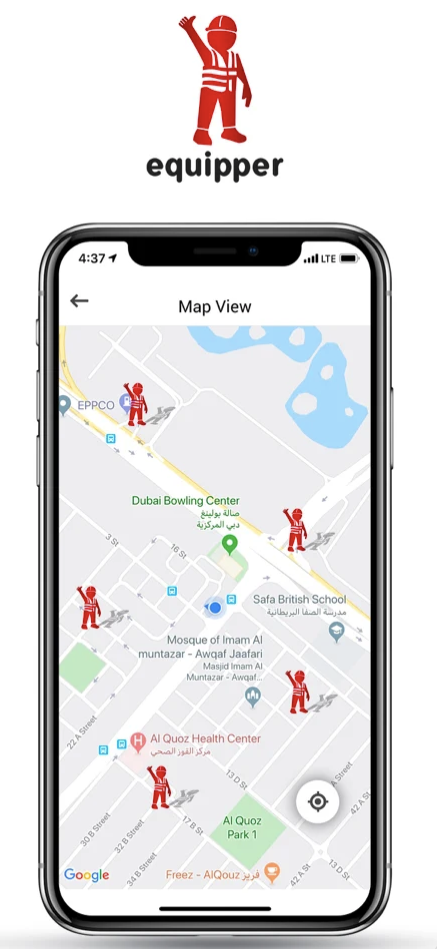 equipper
4:37
LTE
Map View
EPPCO
Dubai Bowling Center
صالة بولينغ
دبي المركزية
3 St
16 St
Safa British School
مدرسة الصفا البريطانية
Mosque of Imam Al
muntazar - Awqaf Jaafari
Masjid Imam Al
Muntazar - Awqaf...
22 A Street
H
Al Quoz Health Center
مركز القوز الصحي
13 D St
A Street
42 A St
30 B Street
32 B Street
17 B St
Al Quoz
Park 1
34 B Street
Google
Freez - AlQouz فريز
42 A St
13 D St